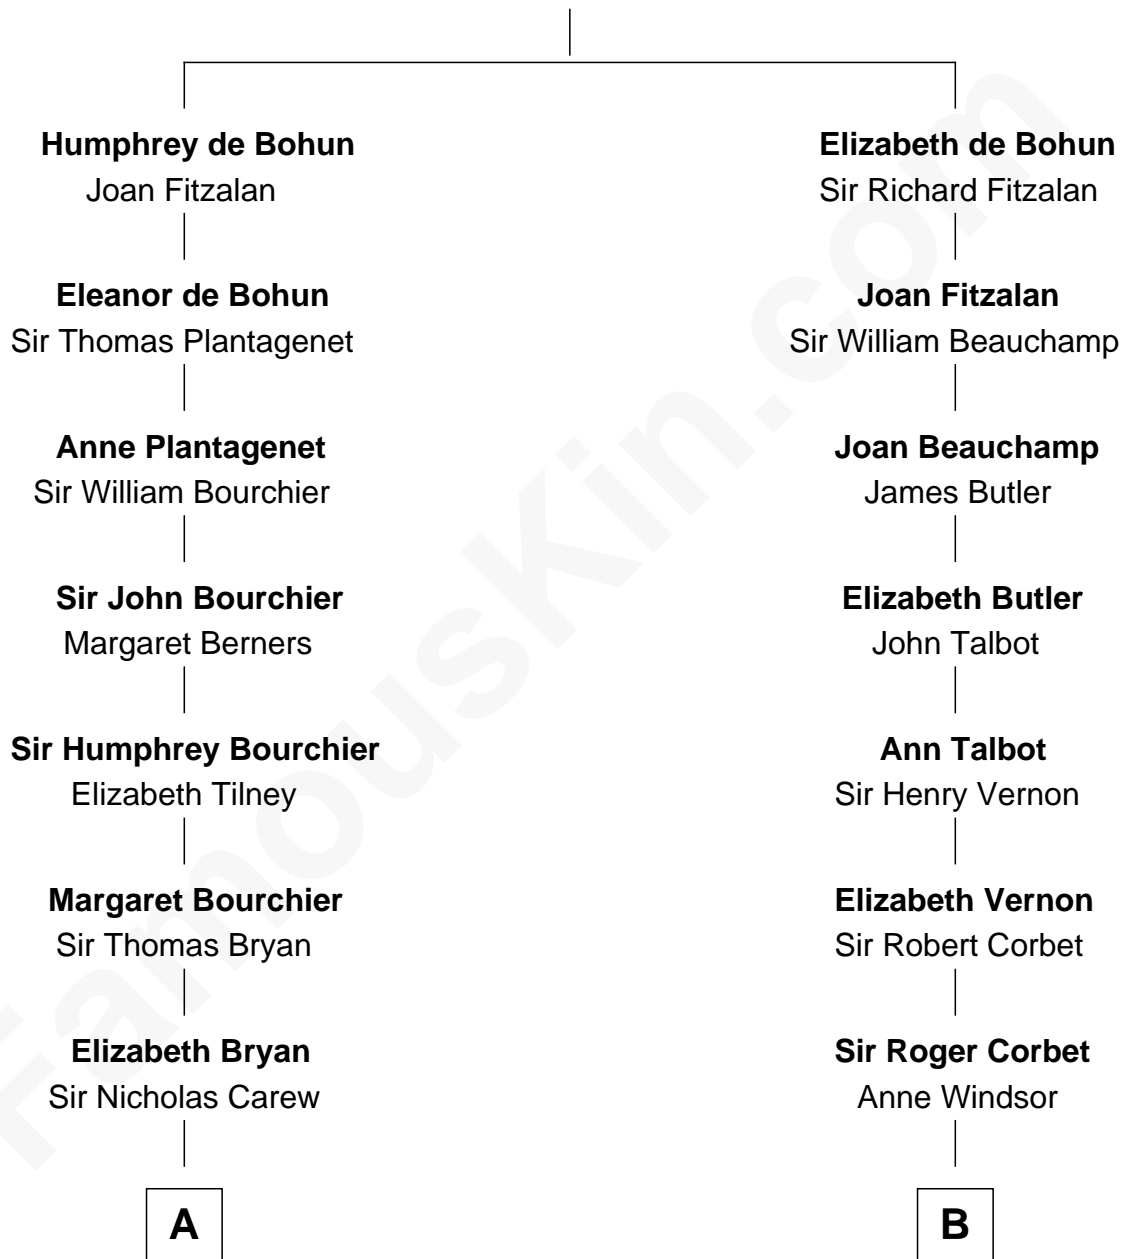 Humphrey de Bohun
Joan Fitzalan
Eleanor de Bohun
Sir Thomas Plantagenet
Anne Plantagenet
Sir William Bourchier
Sir John Bourchier
Margaret Berners
Sir Humphrey Bourchier
Elizabeth Tilney
Margaret Bourchier
Sir Thomas Bryan
Elizabeth Bryan
Sir Nicholas Carew
A
Elizabeth de Bohun
Sir Richard Fitzalan
Joan Fitzalan
Sir William Beauchamp
Joan Beauchamp
James Butler
Elizabeth Butler
John Talbot
Ann Talbot
Sir Henry Vernon
Elizabeth Vernon
Sir Robert Corbet
Sir Roger Corbet
Anne Windsor
B
FamousKin.com